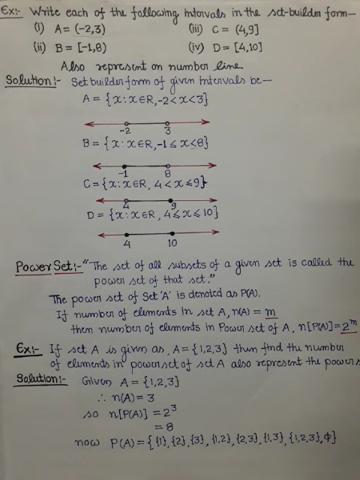 Ex:- Write each of the following intervals in the set-builder form—
(i) A = (-2,3) (iii) C = (4,9]
(ii) B = [-1,8) (iv) D = [4,10]
Also represent on number line.
Solution:- Set builder form of given intervals be—
A = {x : x∈R, -2 < x < 3}
-2 3
B = {x : x∈R, -1 ≤ x < 8}
-1 8
C = {x : x∈R, 4 < x ≤ 9}
4 9
D = {x : x∈R, 4 ≤ x ≤ 10}
4 10
Power Set:- "The set of all subsets of a given set is called the
power set of that set."
The power set of Set 'A' is denoted as P(A).
If number of elements in set A, n(A) = m
then number of elements in Power set of A, n[P(A)] = 2^m
Ex:- If set A is given as, A = {1,2,3} then find the number
of elements in powerset of set A also represent the powers
Solution:- Given A = {1,2,3}
∴ n(A) = 3
so n[P(A)] = 2³
= 8
now P(A) = {{1}, {2}, {3}, {1,2}, {2,3}, {1,3}, {1,2,3}, ϕ}